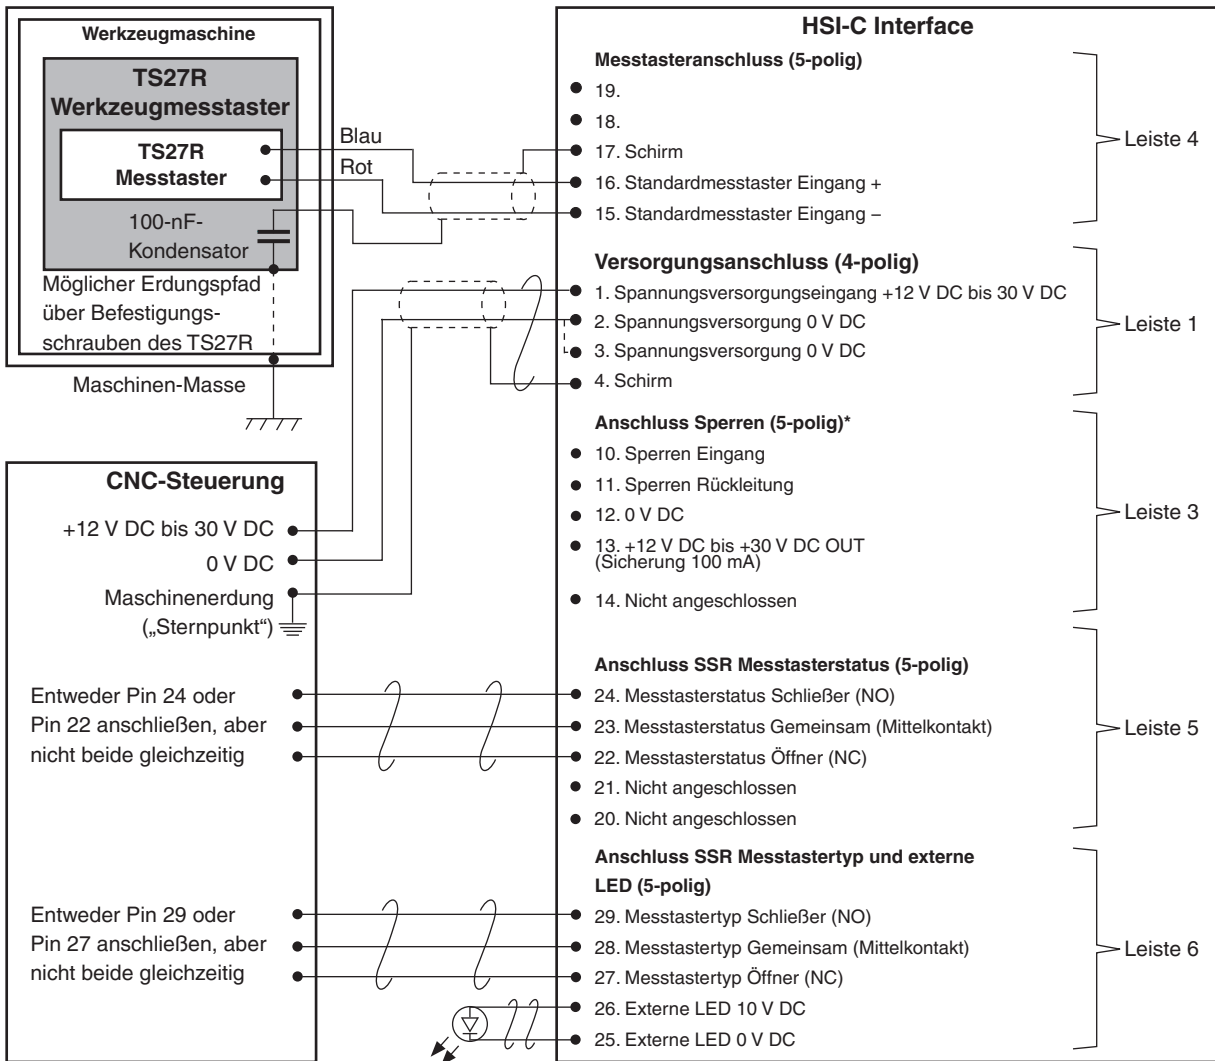 Werkzeugmaschine
TS27R
Werkzeugmesstaster
TS27R
Messtaster
Blau
Rot
100-nF-
Kondensator
Möglicher Erdungspfad
über Befestigungs-
schrauben des TS27R
Maschinen-Masse
CNC-Steuerung
+12 V DC bis 30 V DC
0 V DC
Maschinenerdung
(„Sternpunkt“)
Entweder Pin 24 oder
Pin 22 anschließen, aber
nicht beide gleichzeitig
Entweder Pin 29 oder
Pin 27 anschließen, aber
nicht beide gleichzeitig
HSI-C Interface
Messtasteranschluss (5-polig)
19.
18.
17. Schirm
16. Standardmesstaster Eingang +
15. Standardmesstaster Eingang –
Leiste 4
Versorgungsanschluss (4-polig)
1. Spannungsversorgungseingang +12 V DC bis 30 V DC
2. Spannungsversorgung 0 V DC
3. Spannungsversorgung 0 V DC
4. Schirm
Leiste 1
Anschluss Sperren (5-polig)*
10. Sperren Eingang
11. Sperren Rückleitung
12. 0 V DC
13. +12 V DC bis +30 V DC OUT
(Sicherung 100 mA)
14. Nicht angeschlossen
Leiste 3
Anschluss SSR Messtasterstatus (5-polig)
24. Messtasterstatus Schließer (NO)
23. Messtasterstatus Gemeinsam (Mittelkontakt)
22. Messtasterstatus Öffner (NC)
21. Nicht angeschlossen
20. Nicht angeschlossen
Leiste 5
Anschluss SSR Messtastertyp und externe
LED (5-polig)
29. Messtastertyp Schließer (NO)
28. Messtastertyp Gemeinsam (Mittelkontakt)
27. Messtastertyp Öffner (NC)
26. Externe LED 10 V DC
25. Externe LED 0 V DC
Leiste 6